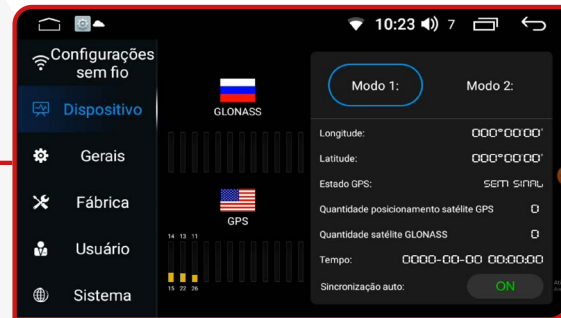 10:23 7
Configurações
sem fio
Dispositivo
Gerais
Fábrica
Usuário
Sistema
GLONASS
GPS
14 13 11
15 22 26
Modo 1: Modo 2:
Longitude: 000°00'00"
Latitude: 000°00'00"
Estado GPS: SEM SINAL
Quantidade posicionamento satélite GPS 0
Quantidade satélite GLONASS 0
Tempo: 0000-00-00 00:00:00
Sincronização auto: ON